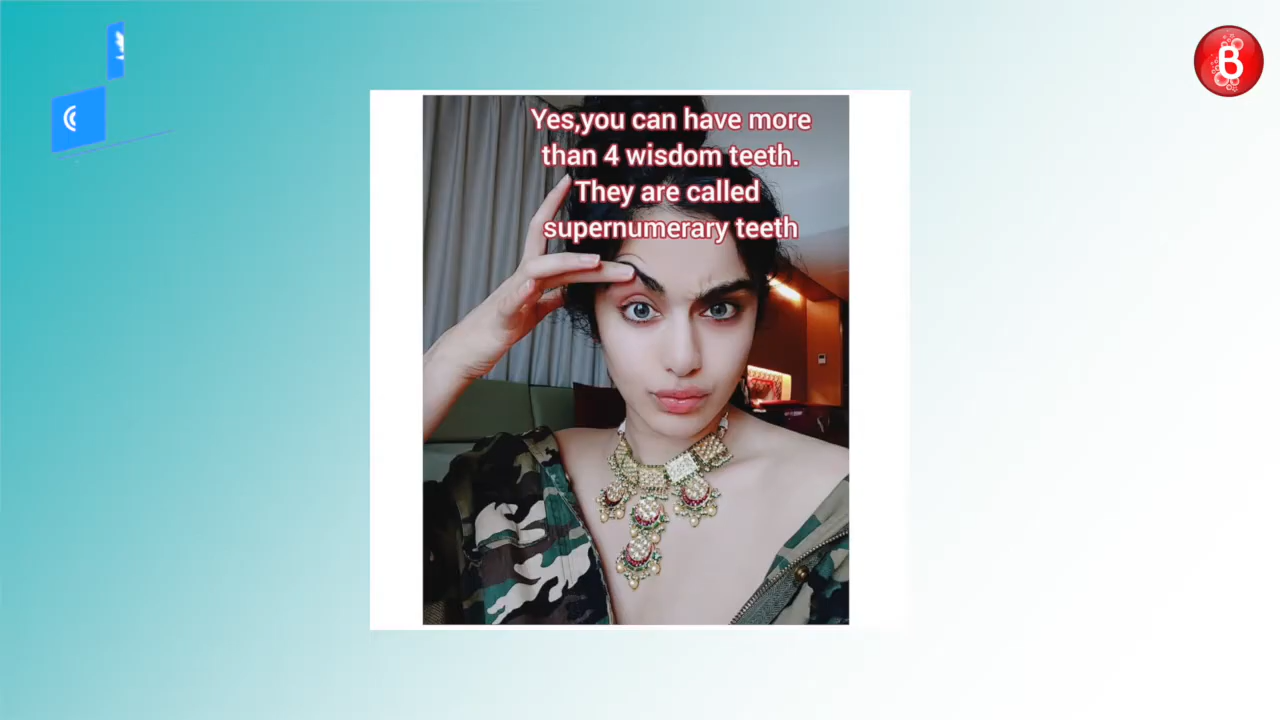 B
Yes,you can have more
than 4 wisdom teeth.
They are called
supernumerary teeth